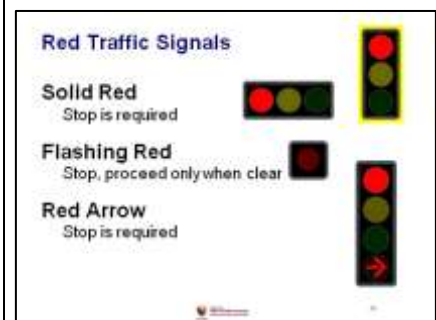 Red Traffic Signals
Solid Red
Stop is required
Flashing Red
Stop, proceed only when clear
Red Arrow
Stop is required